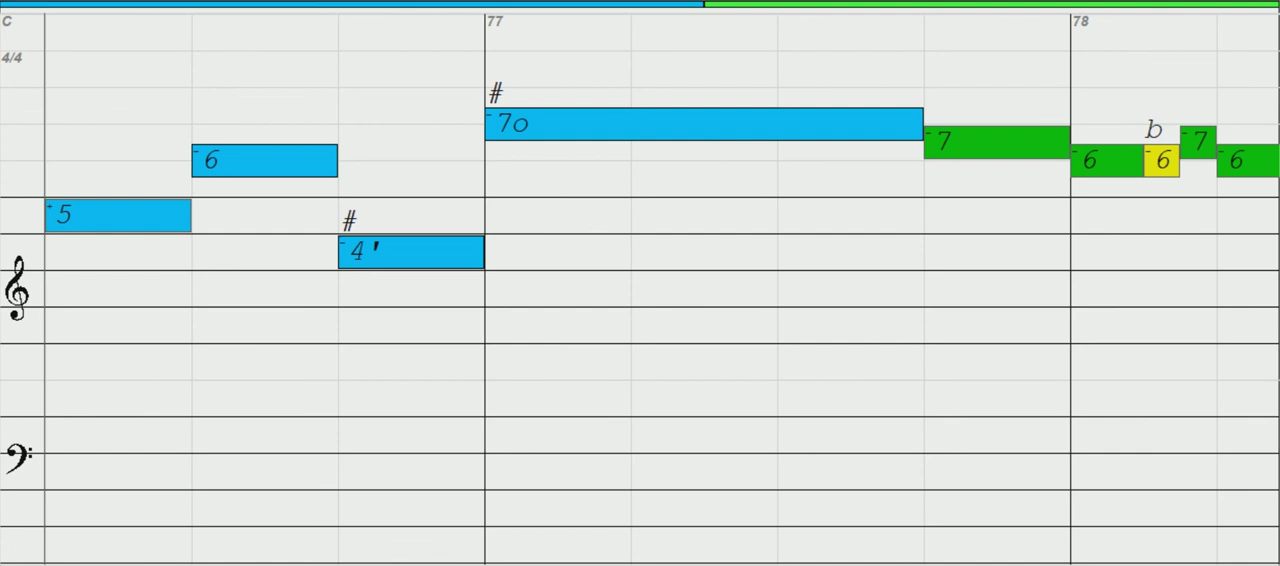 C 77 78
4/4
#
- 7o
- 7 b - 7
- 6 - 6 6 - 6
- 5 #
- 4 '